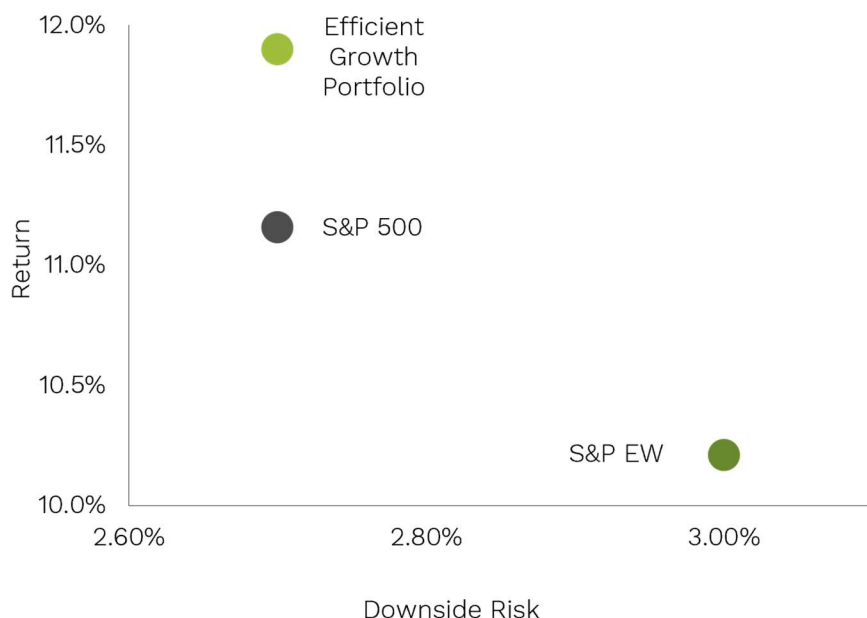 12.0%
Efficient
Growth
Portfolio
11.5%
S&P 500
11.0%
Return
10.5%
S&P EW
10.0%
2.60%
2.80%
3.00%
Downside Risk